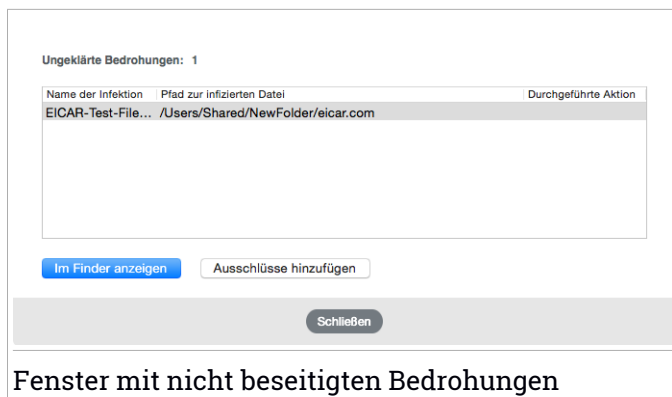 Ungeklärte Bedrohungen: 1
Name der Infektion Pfad zur infizierten Datei Durchgeführte Aktion
EICAR-Test-File... /Users/Shared/NewFolder/eicar.com
Im Finder anzeigen Ausschlüsse hinzufügen
Schließen
Fenster mit nicht beseitigten Bedrohungen